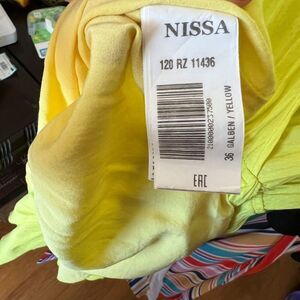 NISSA
120 RZ 11436
36 GALBEN / YELLOW
EAC